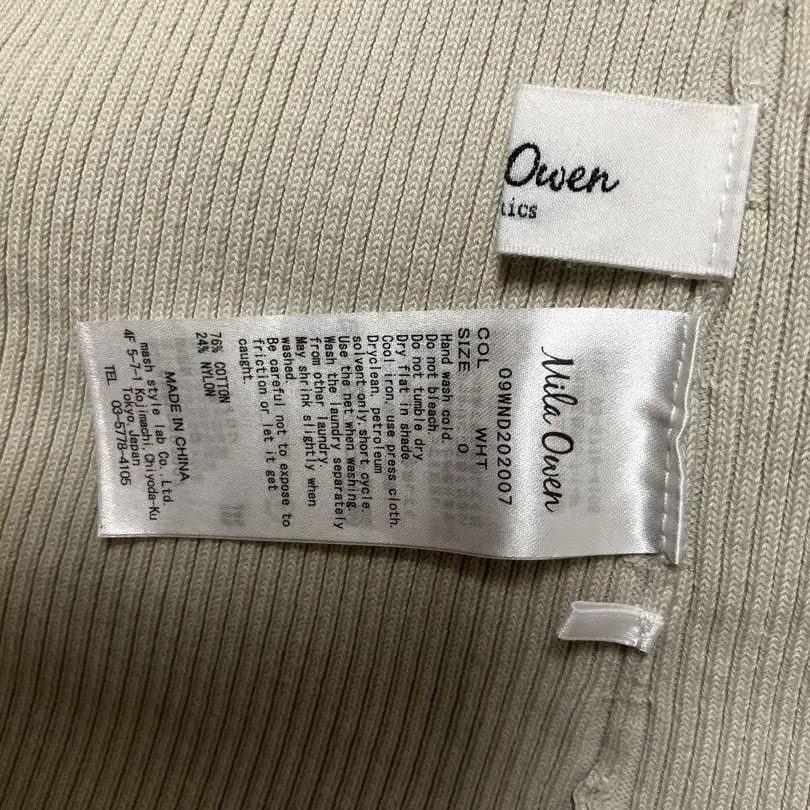 Owen
ics
Mila Owen
09WND202007
COL WHT
SIZE 0
Hand wash cold.
Do not bleach.
Do not tumble dry
Dry flat in shade.
Cool iron, use press cloth.
Dryclean, petroleum
solvent only, short cycle.
Use the net when washing.
Wash the laundry separately
from other laundry.
May shrink slightly when
washed.
Be careful not to expose to
friction or let it get
caught.
76% COTTON
24% NYLON
MADE IN CHINA
mash style lab Co., Ltd.
4F 5-7-1 Kojimachi, Chiyoda-Ku
Tokyo, Japan
TEL 03-5778-4105